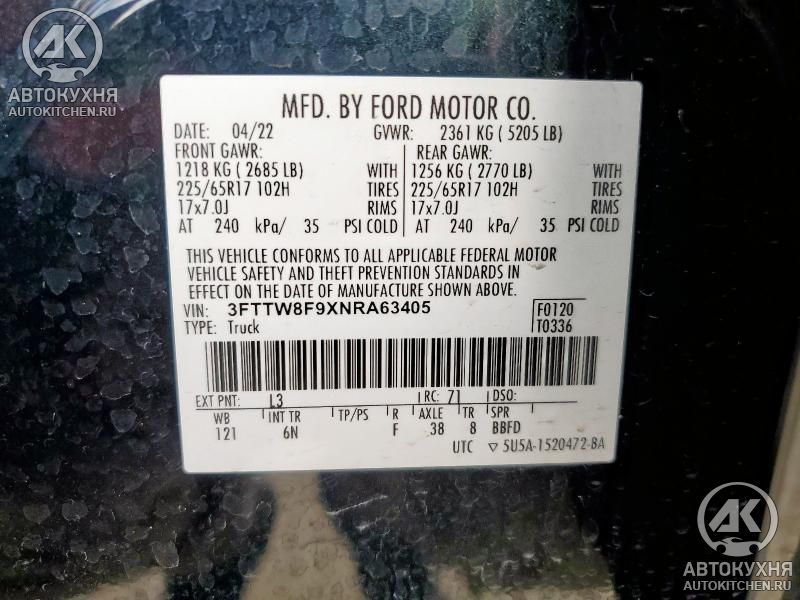 AK
АВТОКУХНЯ
AUTOKITCHEN.RU
MFD. BY FORD MOTOR CO.
DATE: 04/22 GVWR: 2361 KG ( 5205 LB)
FRONT GAWR: REAR GAWR:
1218 KG ( 2685 LB) WITH 1256 KG ( 2770 LB) WITH
225/65R17 102H TIRES 225/65R17 102H TIRES
17x7.0J RIMS 17x7.0J RIMS
AT 240 kPa/ 35 PSI COLD AT 240 kPa/ 35 PSI COLD
THIS VEHICLE CONFORMS TO ALL APPLICABLE FEDERAL MOTOR
VEHICLE SAFETY AND THEFT PREVENTION STANDARDS IN
EFFECT ON THE DATE OF MANUFACTURE SHOWN ABOVE.
VIN: 3FTTW8F9XNRA63405 F0120
TYPE: Truck T0336
EXT PNT: L3 RC: 71 DSO:
WB INT TR TP/PS R AXLE TR SPR
121 6N F 38 8 BBFD
UTC ▽ 5U5A-1520472-BA
AK
АВТОКУХНЯ
AUTOKITCHEN.RU